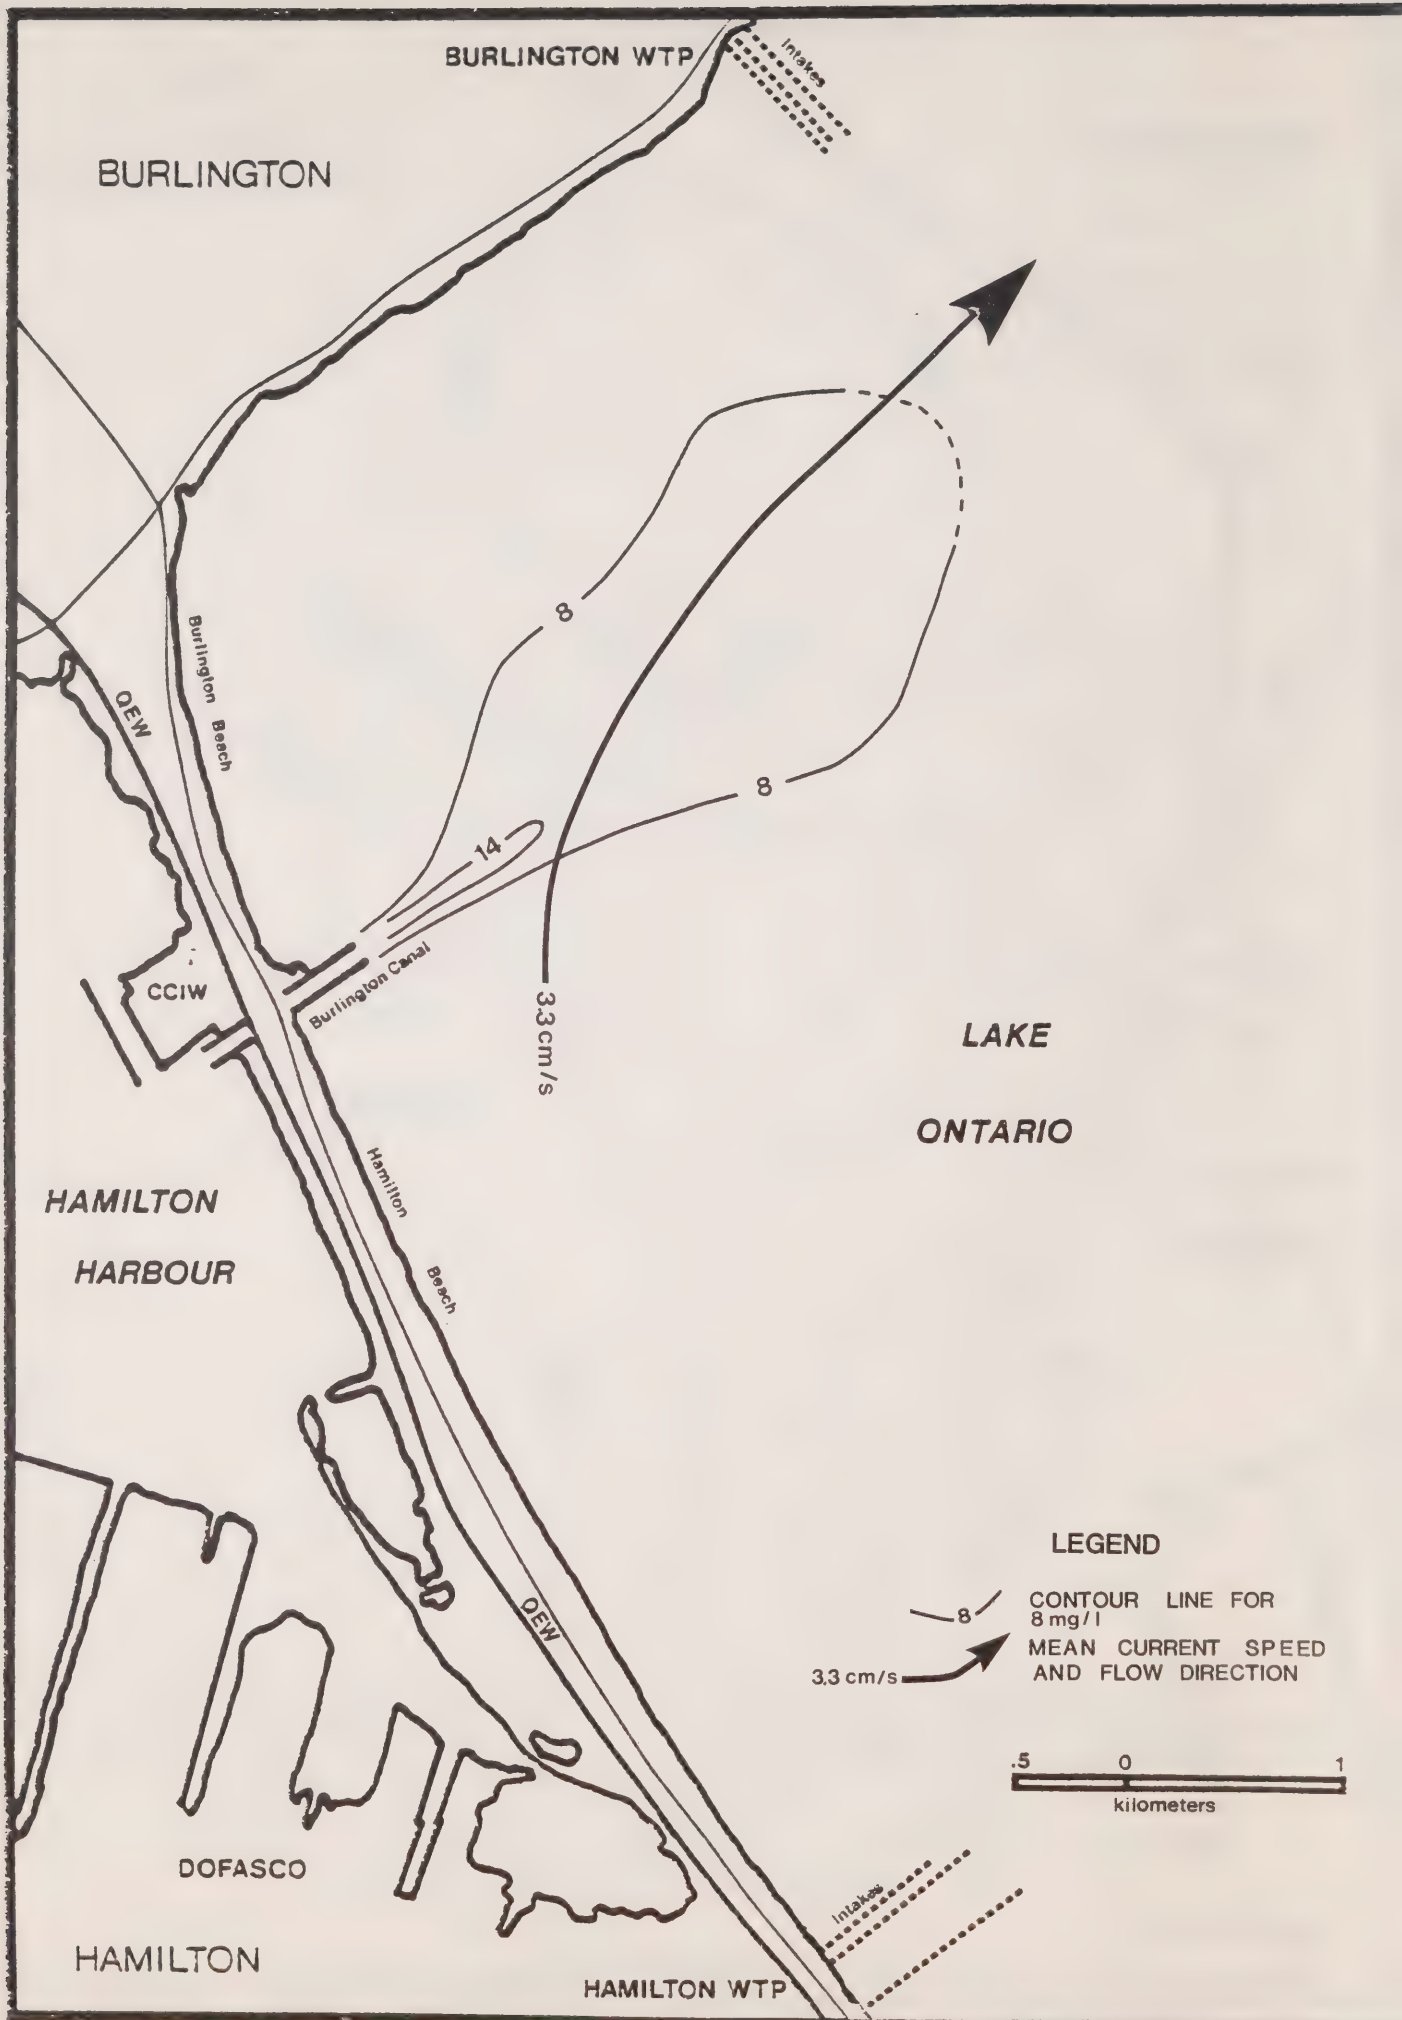 BURLINGTON WTP
Intakes
BURLINGTON
8
QEW
Burlington Beach
8
14
Burlington Canal
CCIW
3.3 cm/s
LAKE
ONTARIO
Hamilton
Beach
HAMILTON
HARBOUR
LEGEND
8
CONTOUR LINE FOR
8 mg/l
MEAN CURRENT SPEED
3.3 cm/s
AND FLOW DIRECTION
QEW
.5 0 1
kilometers
DOFASCO
Intakes
HAMILTON
HAMILTON WTP